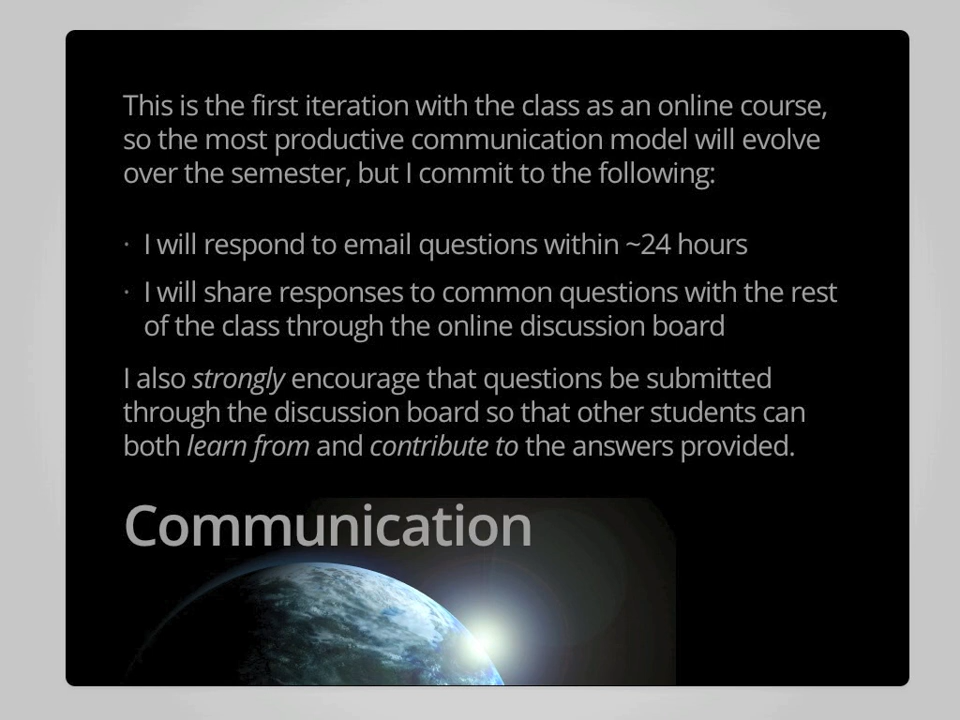 This is the first iteration with the class as an online course,
so the most productive communication model will evolve
over the semester, but I commit to the following:
· I will respond to email questions within ~24 hours
· I will share responses to common questions with the rest
of the class through the online discussion board
I also strongly encourage that questions be submitted
through the discussion board so that other students can
both learn from and contribute to the answers provided.
Communication